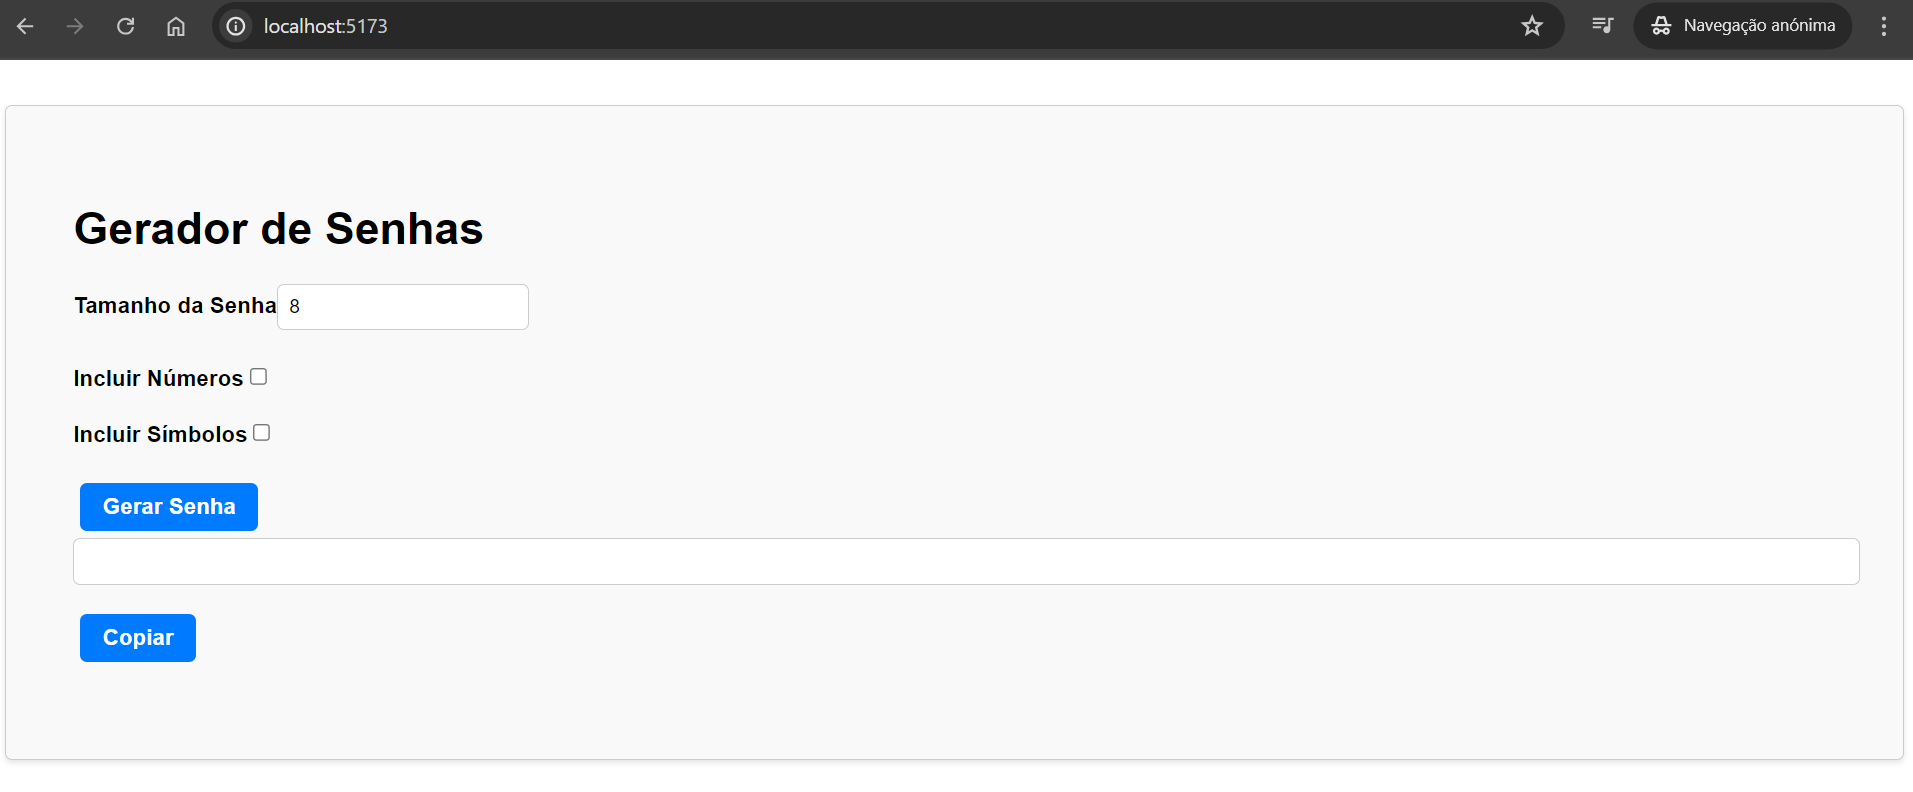 localhost:5173
Navegação anónima
Gerador de Senhas
Tamanho da Senha 8
Incluir Números
Incluir Símbolos
Gerar Senha
Copiar